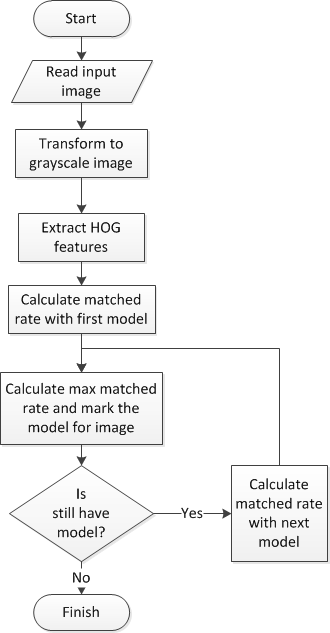 Start
Read input
image
Transform to
grayscale image
Extract HOG
features
Calculate matched
rate with first model
Calculate max matched
rate and mark the
model for image
Is
still have
model?
Yes
Calculate
matched rate
with next
model
No
Finish